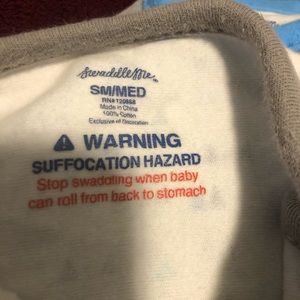 SwaddleMe
SM/MED
RN#120858
Made in China
100% Cotton
Exclusive of Decoration
WARNING
SUFFOCATION HAZARD
Stop swaddling when baby
can roll from back to stomach